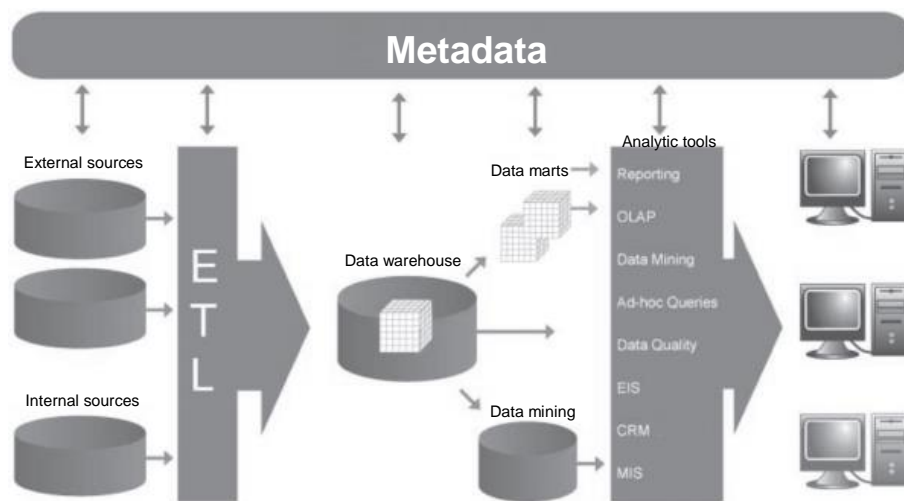 Metadata
External sources
Internal sources
E
T
L
Data warehouse
Data marts
Data mining
Analytic tools
Reporting
OLAP
Data Mining
Ad-hoc Queries
Data Quality
EIS
CRM
MIS